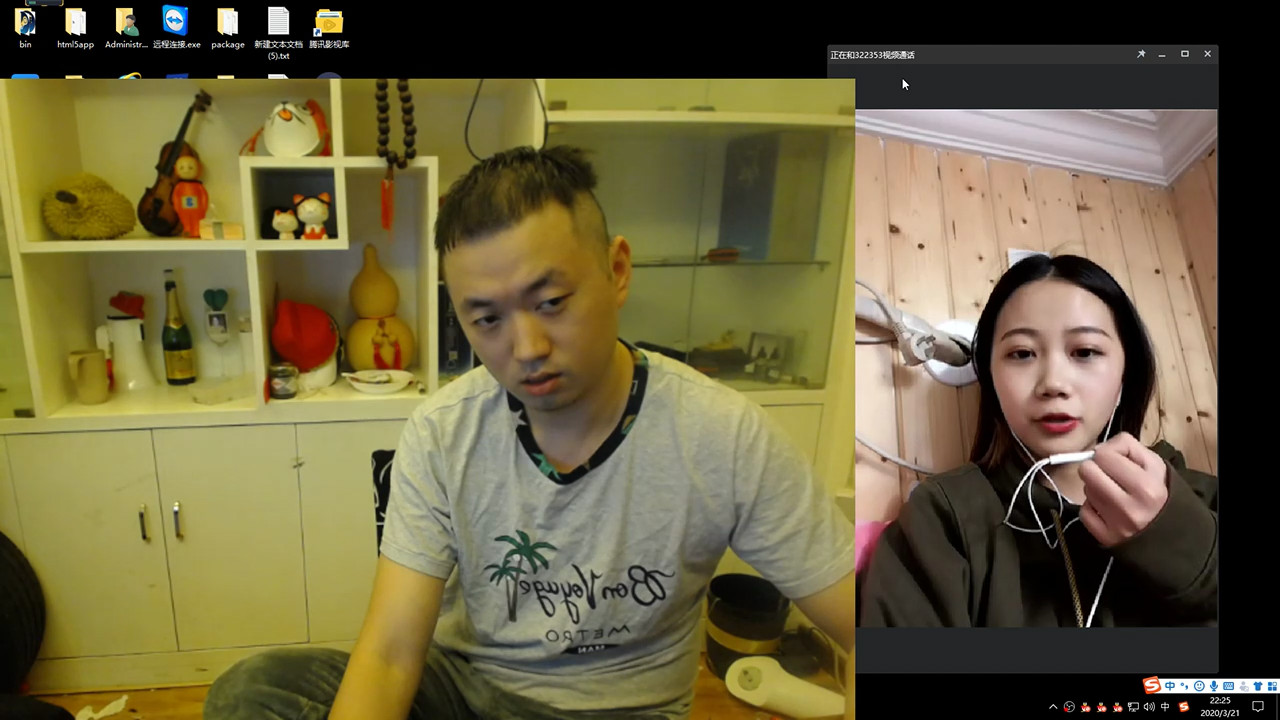 bin
html5app
Administr...
远程连接.exe
package
新建文本文档
(5).txt
腾讯影视库
正在和322353视频通话
Bon Voyage
METRO
MAN
中
中
22:25
2020/3/21